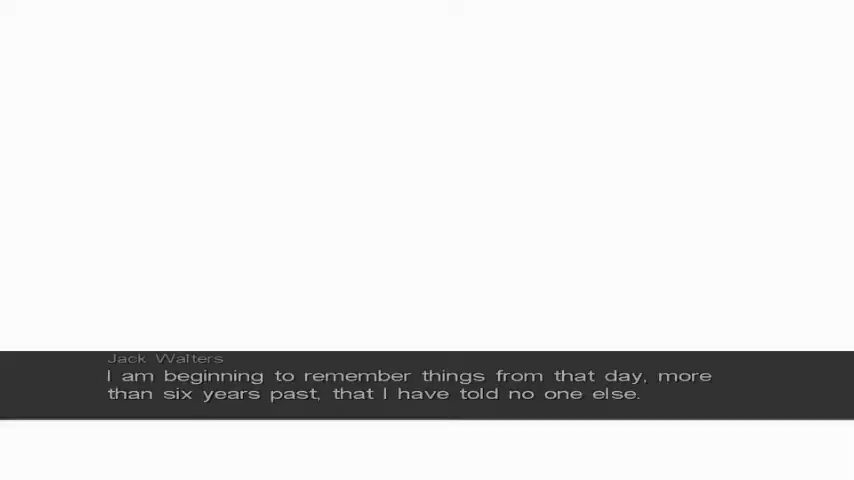 Jack Walters
I am beginning to remember things from that day, more
than six years past, that I have told no one else.